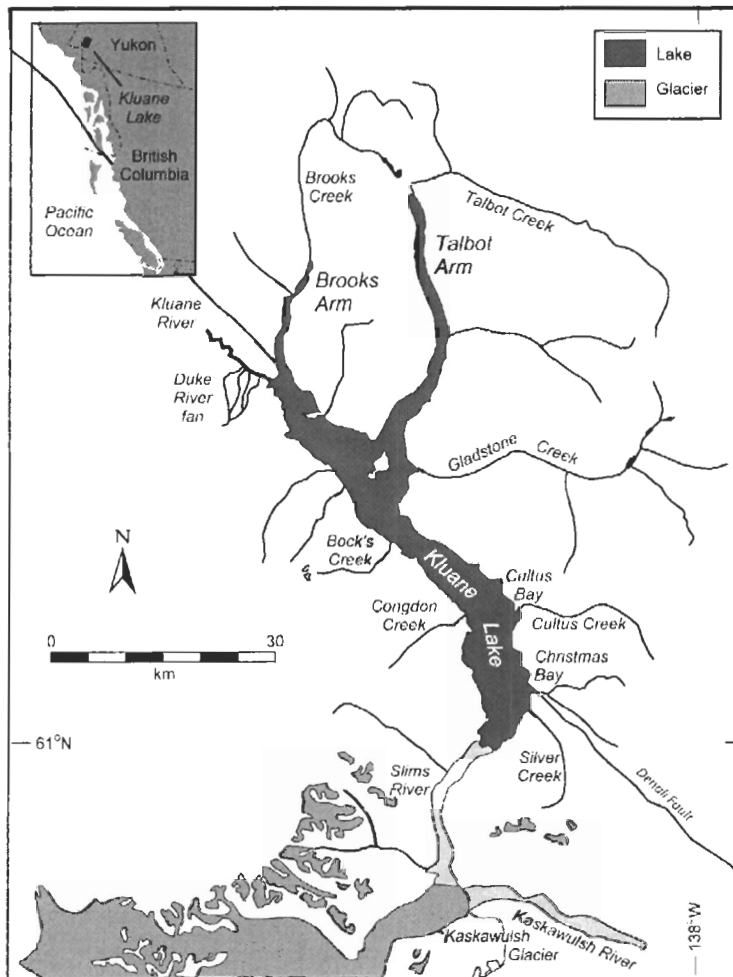 Yukon
Kluane
Lake
British
Columbia
Pacific
Ocean
Lake
Glacier
Brooks
Creek
Talbot Creek
Talbot
Arm
Brooks
Arm
Kluane
River
Duke
River
fan
Gladstone Creek
N
Bock's
Creek
Kluane
Lake
Cultus
Bay
Congdon
Creek
Cultus Creek
0 30
km
Christmas
Bay
61°N
Slims
River
Silver
Creek
Denali Fault
Kaskawulsh River
Kaskawulsh
Glacier
138°W